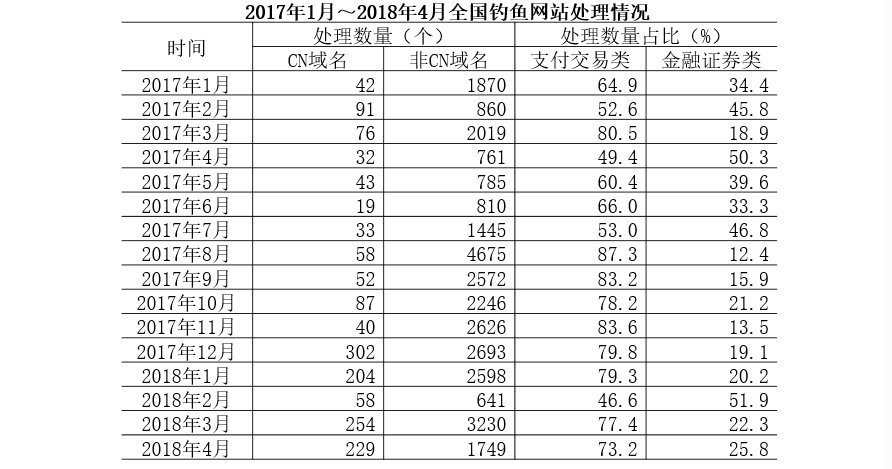 2017年1月～2018年4月全国钓鱼网站处理情况
时间 处理数量（个） 处理数量占比（%）
CN域名 非CN域名 支付交易类 金融证券类
2017年1月 42 1870 64.9 34.4
2017年2月 91 860 52.6 45.8
2017年3月 76 2019 80.5 18.9
2017年4月 32 761 49.4 50.3
2017年5月 43 785 60.4 39.6
2017年6月 19 810 66.0 33.3
2017年7月 33 1445 53.0 46.8
2017年8月 58 4675 87.3 12.4
2017年9月 52 2572 83.2 15.9
2017年10月 87 2246 78.2 21.2
2017年11月 40 2626 83.6 13.5
2017年12月 302 2693 79.8 19.1
2018年1月 204 2598 79.3 20.2
2018年2月 58 641 46.6 51.9
2018年3月 254 3230 77.4 22.3
2018年4月 229 1749 73.2 25.8